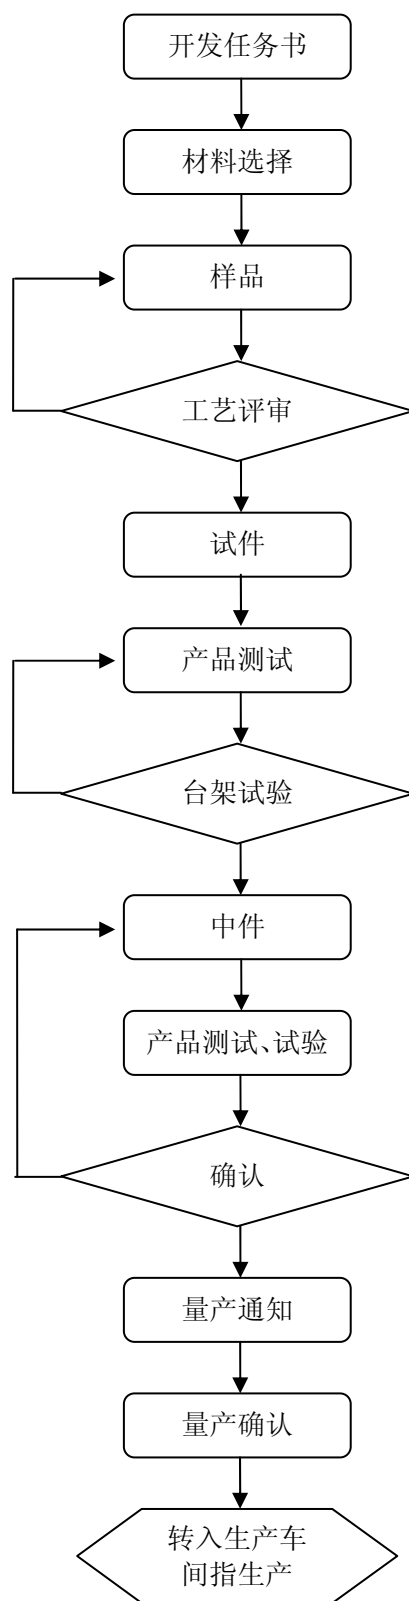 开发任务书
材料选择
样品
工艺评审
试件
产品测试
台架试验
中件
产品测试、试验
确认
量产通知
量产确认
转入生产车
间指生产